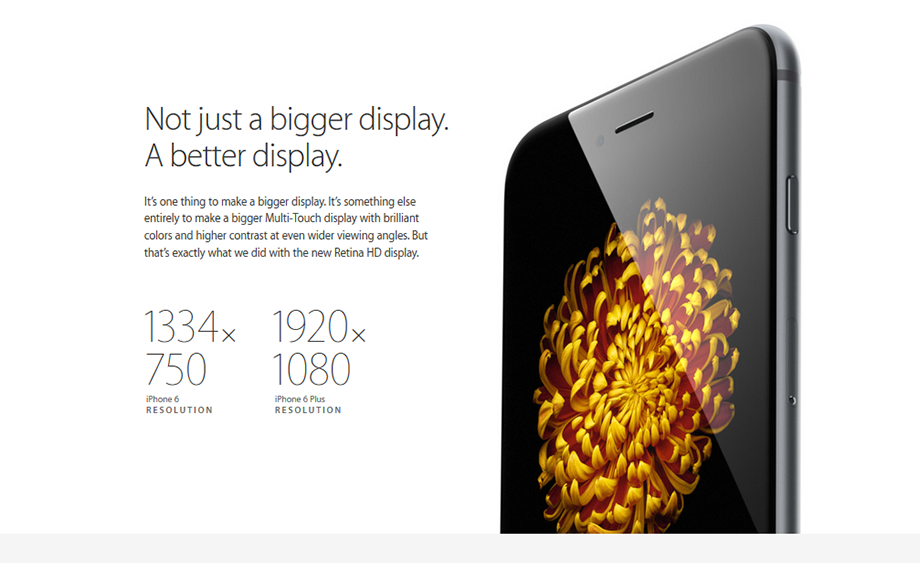 Not just a bigger display.
A better display.
It's one thing to make a bigger display. It's something else
entirely to make a bigger Multi-Touch display with brilliant
colors and higher contrast at even wider viewing angles. But
that's exactly what we did with the new Retina HD display.
1334×
750
iPhone 6
RESOLUTION
1920×
1080
iPhone 6 Plus
RESOLUTION